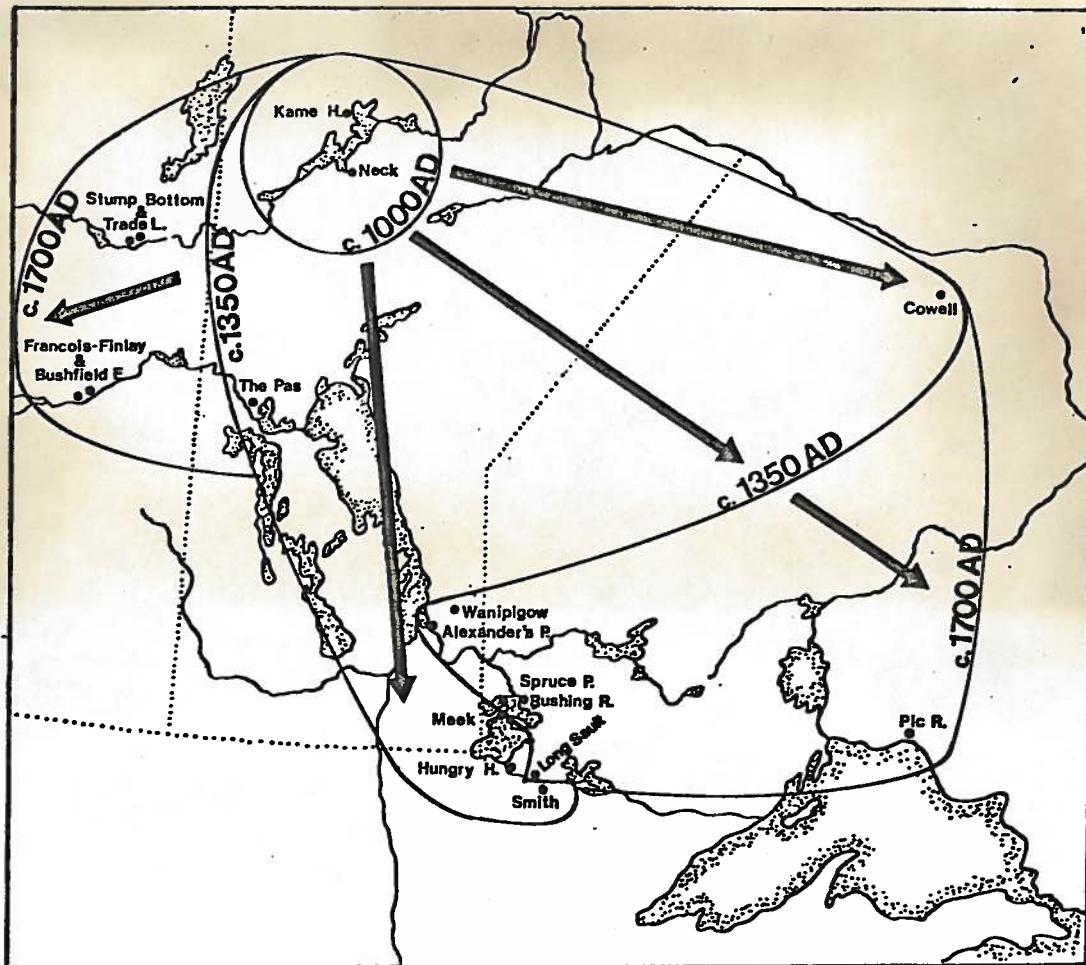 Kame H.
Neck
c. 1000 AD
Stump Bottom
&
Trade L.
c. 1700 AD
c. 1350 AD
Cowell
Francois-Finlay
&
Bushfield F
The Pas
c. 1350 AD
c. 1700 AD
Wanipigow
Alexander's P.
Spruce P.
Bushing R.
Meek
Long Sault
Hungry H.
Smith
Pic R.